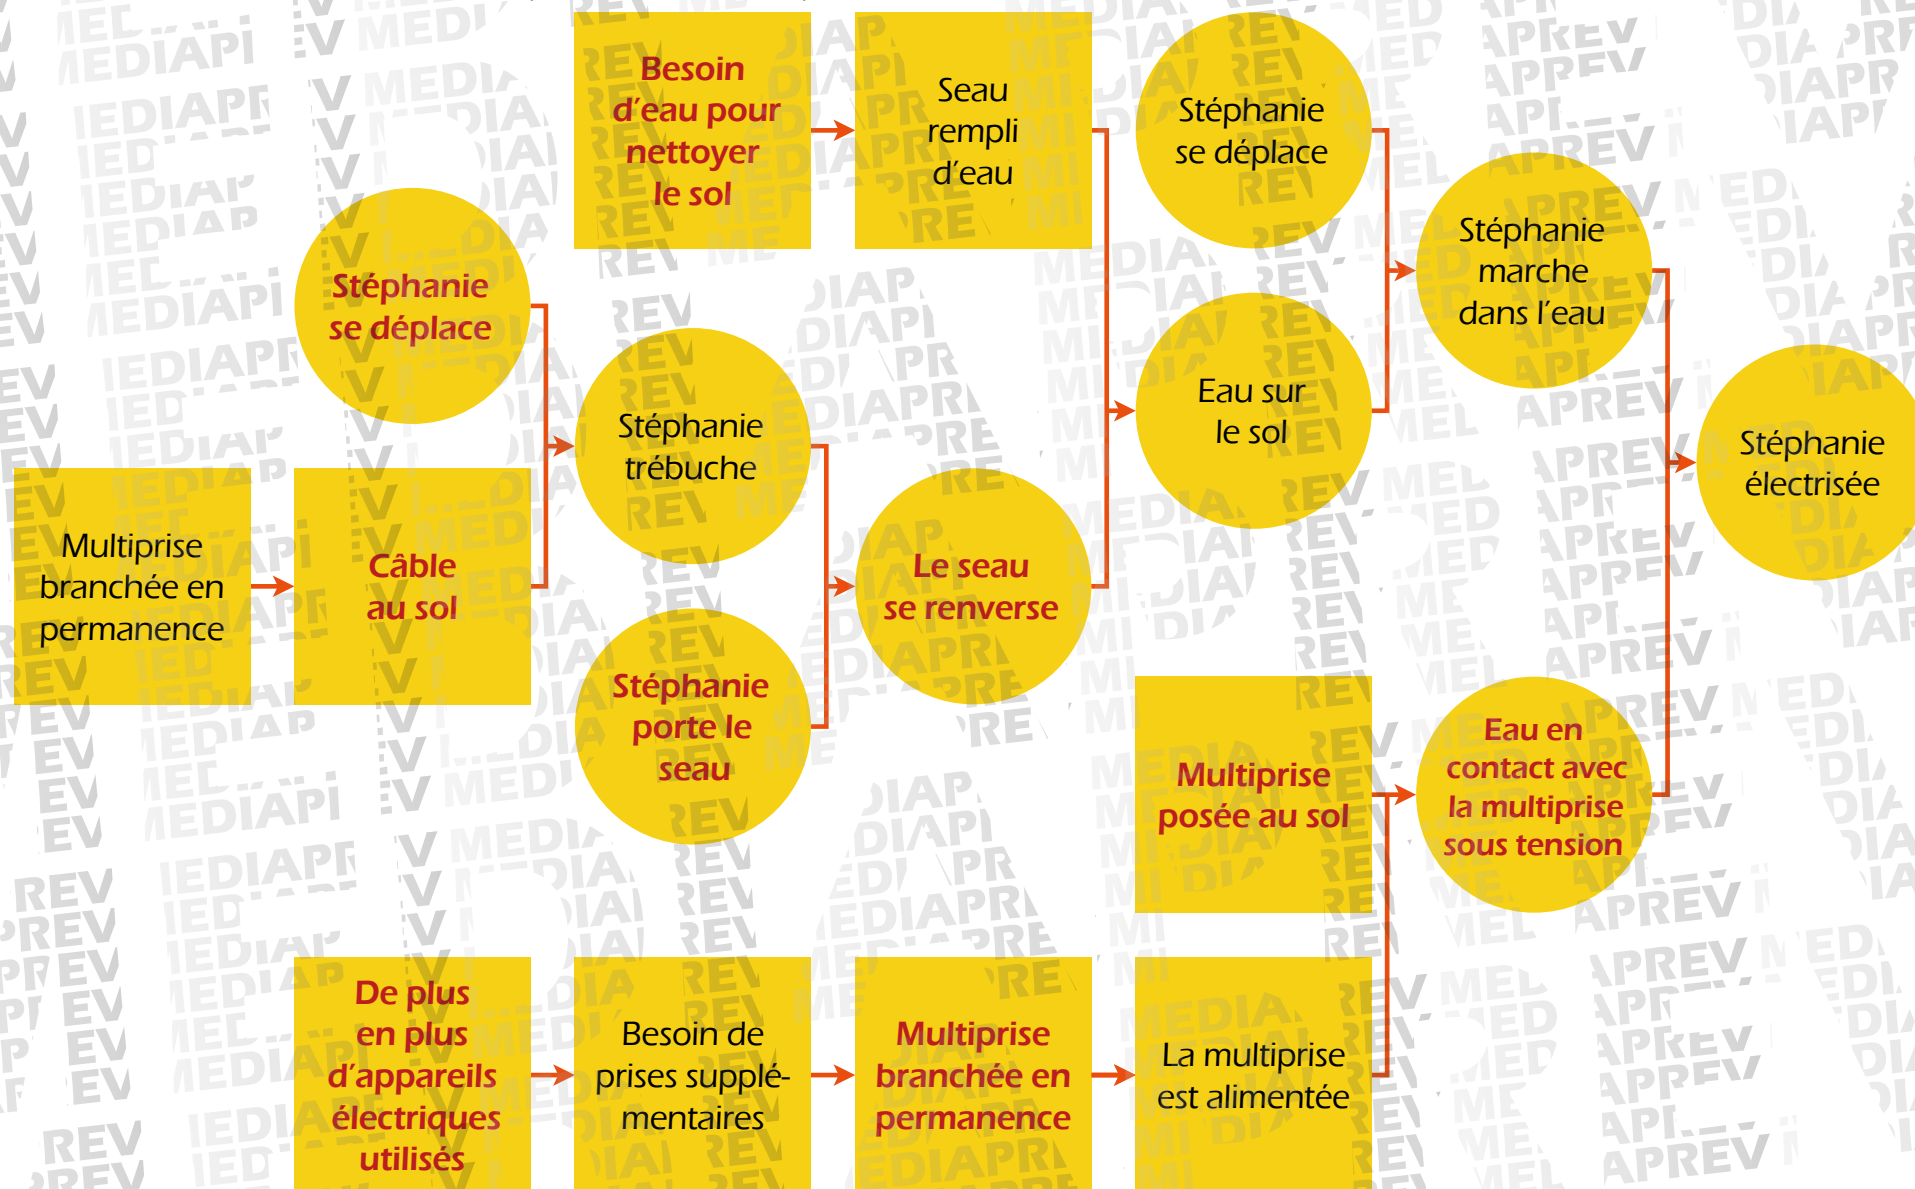 Besoin
d'eau pour
nettoyer
le sol
Seau
rempli
d'eau
Stéphanie
se déplace
Stéphanie
marche
dans l'eau
Stéphanie
se déplace
Stéphanie
trébuche
Eau sur
le sol
Stéphanie
électrisée
Multiprise
branchée en
permanence
Câble
au sol
Le seau
se renverse
Stéphanie
porte le
seau
Multiprise
posée au sol
Eau en
contact avec
la multiprise
sous tension
De plus
en plus
d'appareils
électriques
utilisés
Besoin de
prises supplé-
mentaires
Multiprise
branchée en
permanence
La multiprise
est alimentée